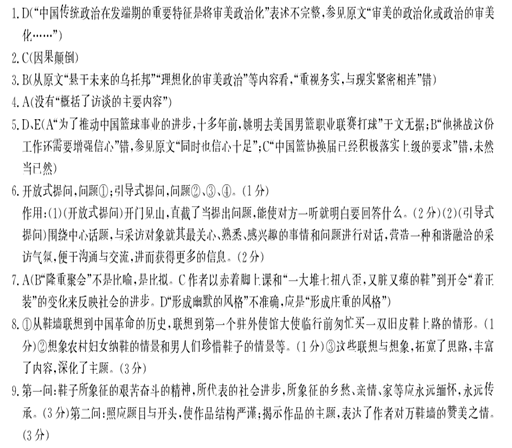 1. D(“中国传统政治在发端期的重要特征是将审美政治化”表述不完整,参见原文“审美的政治化或政治的审美
化……”)
2. C(因果颠倒)
3. B(从原文“悬于未来的乌托邦”“理想化的审美政治”等内容看,“重视务实,与现实紧密相连”错)
4. A(没有“概括了访谈的主要内容”)
5. D、E(A“为了推动中国篮球事业的进步,十多年前,姚明去美国男篮职业联赛打球”于文无据;B“他挑战这份
工作还需要增强信心”错,参见原文“同时也信心十足”;C“中国篮协换届已经积极落实上级的要求”错,未然
当已然)
6. 开放式提问,问题①;引导式提问,问题②、③、④。(1分)
作用:(1)(开放式提问)开门见山,直截了当提出问题,能使对方一听就明白要回答什么。(2分)(2)(引导式
提问)围绕中心话题,与采访对象就其最关心、熟悉、感兴趣的事情和问题进行对话,营造一种和谐融洽的采
访气氛,便于沟通与交流,进而获得更多的信息。(2分)
7. A(B“隆重聚会”不是比喻,是比拟。C作者以赤着脚上课和“一大堆七扭八歪,又脏又瘪的鞋”到开会“着正
装”的变化来反映社会的进步。D“形成幽默的风格”不准确,应是“形成庄重的风格”)
8. ①从鞋墙联想到中国革命的历史,联想到第一个驻外使馆大使临行前匆忙买一双旧皮鞋上路的情形。(1
分)②想象农村妇女纳鞋的情景和男人们珍惜鞋子的情景等。(1分)③这些联想与想象,拓宽了思路,丰富
了内容,深化了主题。(3分)
9. 第一问:鞋子所象征的艰苦奋斗的精神,所代表的社会进步,所象征的乡愁、亲情、家等应永远缅怀,永远传
承。(3分)第二问:照应题目与开头,使作品结构严谨;揭示作品的主题,表达了作者对万鞋墙的赞美之情。
(3分)